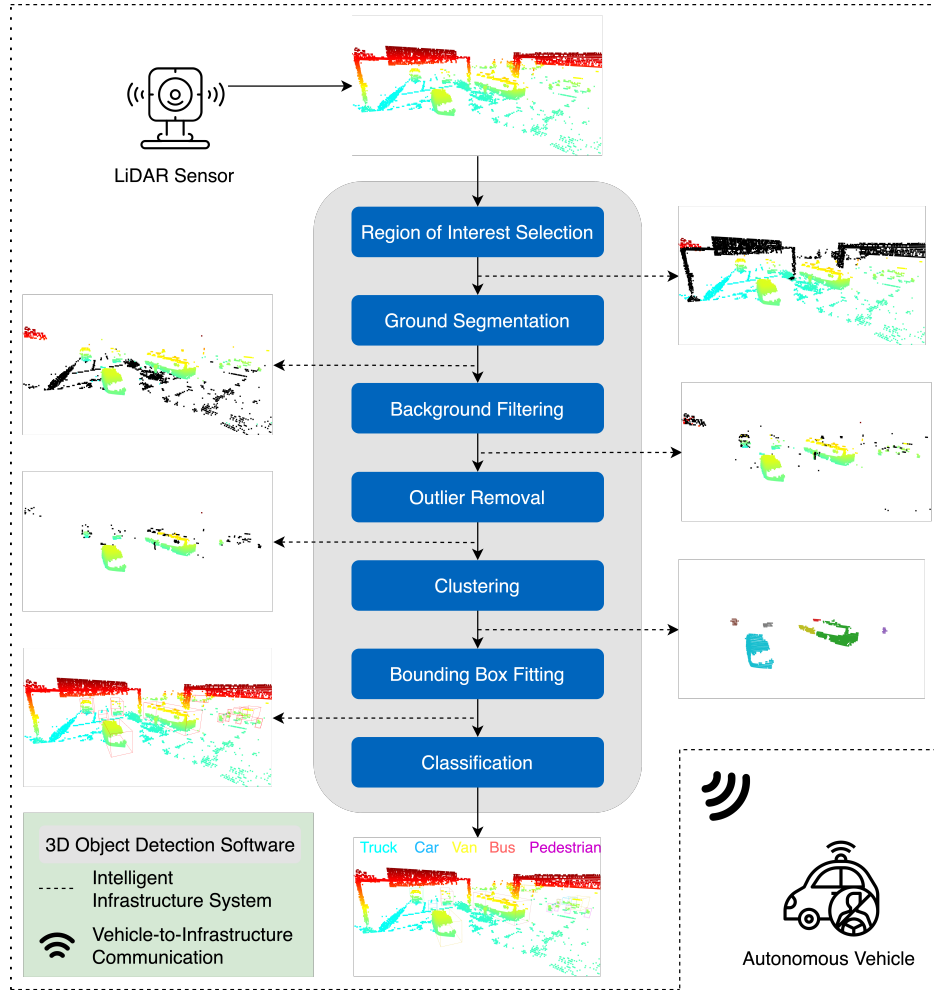 LiDAR Sensor
Region of Interest Selection
Ground Segmentation
Background Filtering
Outlier Removal
Clustering
Bounding Box Fitting
Classification
Truck Car Van Bus Pedestrian
3D Object Detection Software
Intelligent
Infrastructure System
Vehicle-to-Infrastructure
Communication
Autonomous Vehicle